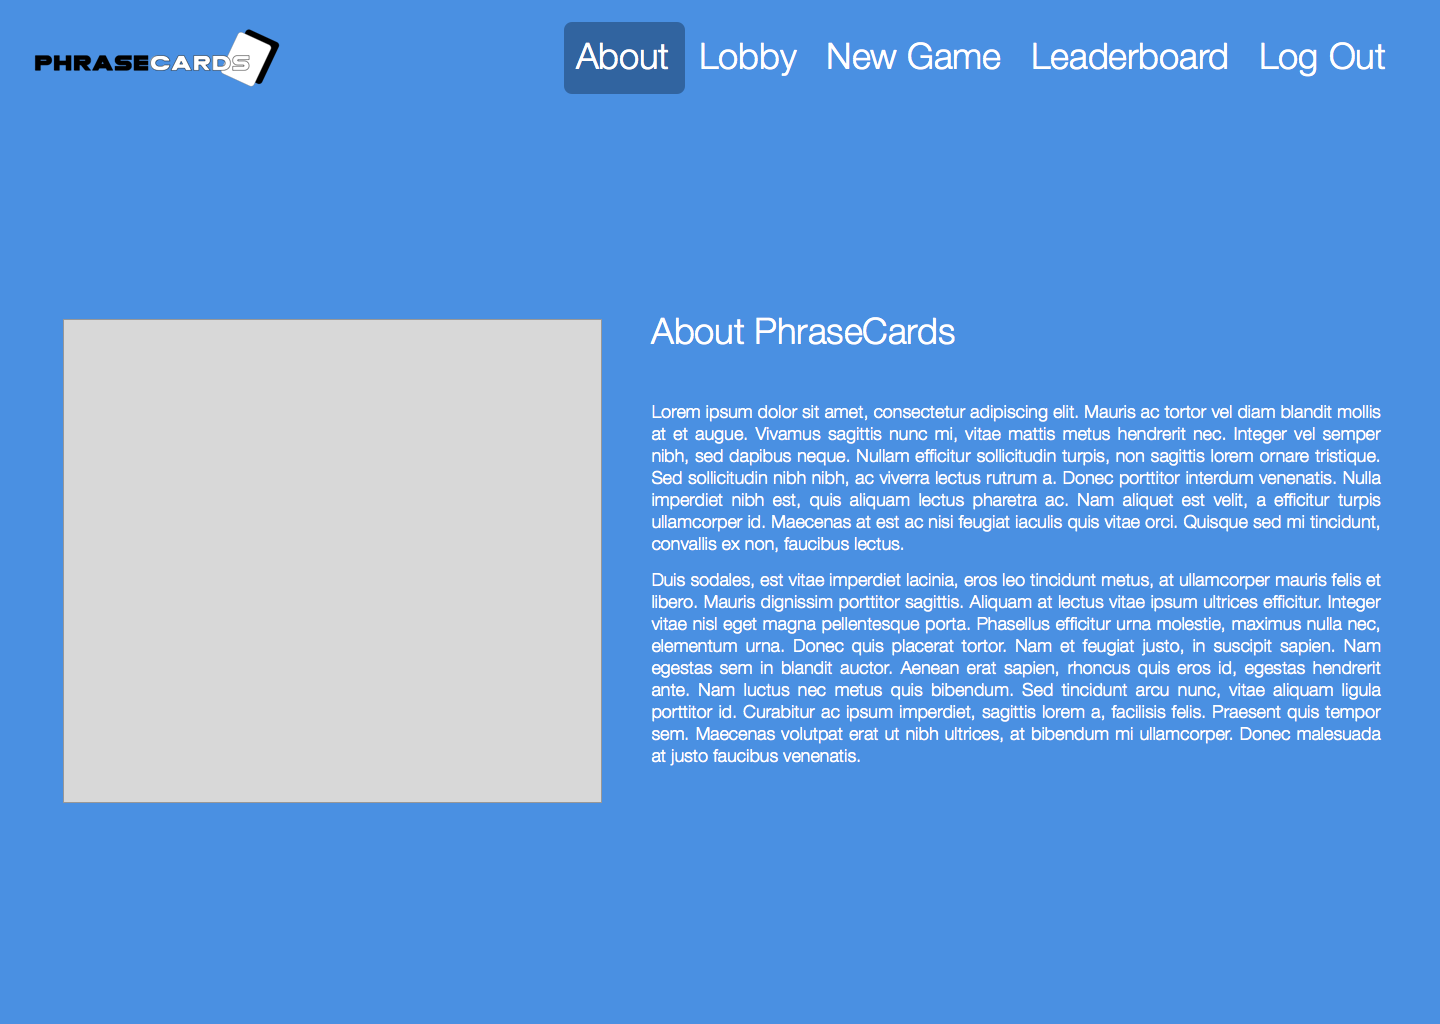 PHRASECARDS
About Lobby New Game Leaderboard Log Out
About PhraseCards
Lorem ipsum dolor sit amet, consectetur adipiscing elit. Mauris ac tortor vel diam blandit mollis
at et augue. Vivamus sagittis nunc mi, vitae mattis metus hendrerit nec. Integer vel semper
nibh, sed dapibus neque. Nullam efficitur sollicitudin turpis, non sagittis lorem ornare tristique.
Sed sollicitudin nibh nibh, ac viverra lectus rutrum a. Donec porttitor interdum venenatis. Nulla
imperdiet nibh est, quis aliquam lectus pharetra ac. Nam aliquet est velit, a efficitur turpis
ullamcorper id. Maecenas at est ac nisi feugiat iaculis quis vitae orci. Quisque sed mi tincidunt,
convallis ex non, faucibus lectus.
Duis sodales, est vitae imperdiet lacinia, eros leo tincidunt metus, at ullamcorper mauris felis et
libero. Mauris dignissim porttitor sagittis. Aliquam at lectus vitae ipsum ultrices efficitur. Integer
vitae nisl eget magna pellentesque porta. Phasellus efficitur urna molestie, maximus nulla nec,
elementum urna. Donec quis placerat tortor. Nam et feugiat justo, in suscipit sapien. Nam
egestas sem in blandit auctor. Aenean erat sapien, rhoncus quis eros id, egestas hendrerit
ante. Nam luctus nec metus quis bibendum. Sed tincidunt arcu nunc, vitae aliquam ligula
porttitor id. Curabitur ac ipsum imperdiet, sagittis lorem a, facilisis felis. Praesent quis tempor
sem. Maecenas volutpat erat ut nibh ultrices, at bibendum mi ullamcorper. Donec malesuada
at justo faucibus venenatis.